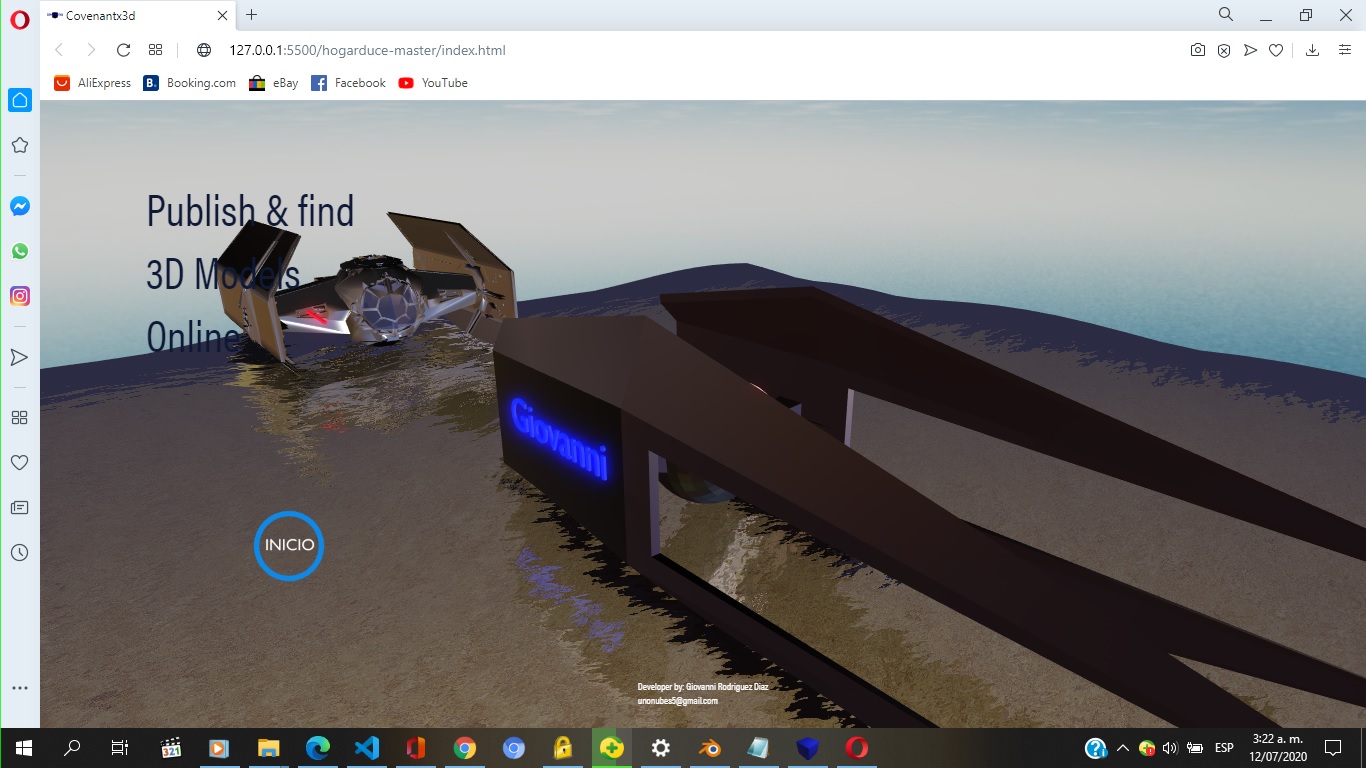 Covenantx3d
127.0.0.1:5500/hogarduce-master/index.html
AliExpress
B. Booking.com
eBay
Facebook
YouTube
Publish & find
3D Models
Online
Giovanni
INICIO
Developer by: Giovanni Rodriguez Diaz
unonubes5@gmail.com
321
ESP
3:22 a. m.
12/07/2020